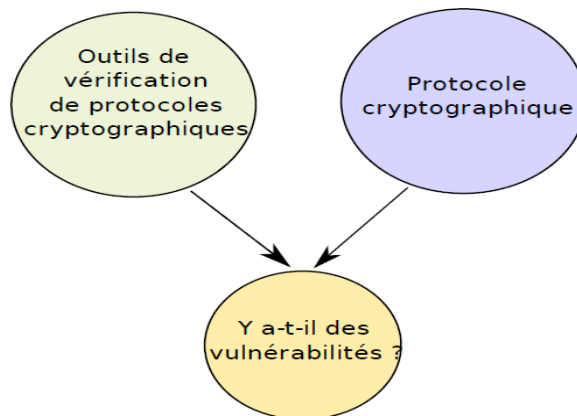 Outils de
vérification
de protocoles
cryptographiques
Protocole
cryptographique
Y a-t-il des
vulnérabilités ?